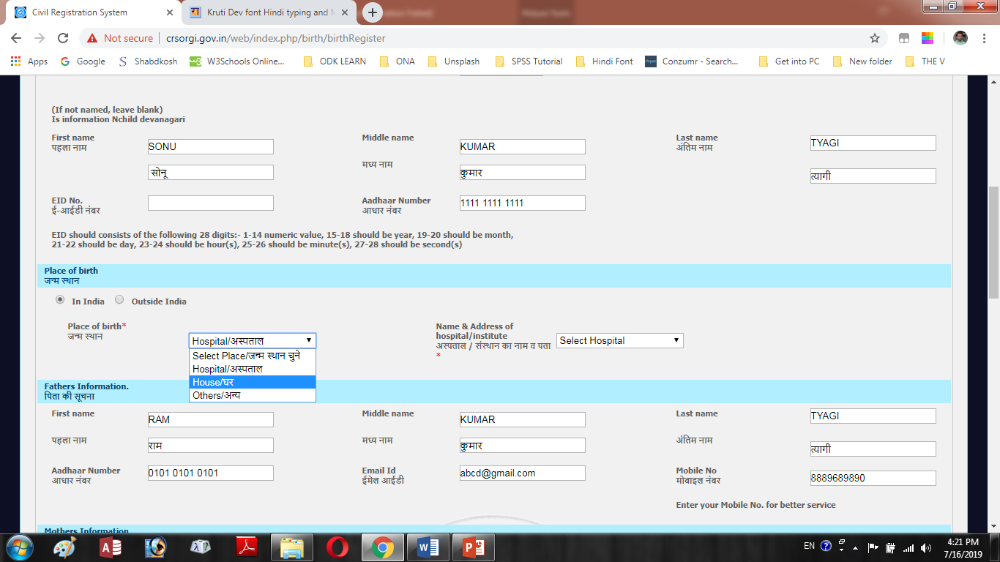 Civil Registration System
Kruti Dev font Hindi typing and
Not secure
crsorgi.gov.in/web/index.php/birth/birthRegister
Apps Google Shabdkosh W3Schools Online... ODK LEARN ONA Unsplash SPSS Tutorial Hindi Font Conzumr - Search... Get into PC New folder THE V
(If not named, leave blank)
Is information Nchild devanagari
First name SONU Middle name KUMAR Last name TYAGI
पहला नाम सोनू मध्य नाम कुमार अंतिम नाम त्यागी
EID No. Aadhaar Number 1111 1111 1111
ई-आईडी नंबर आधार नंबर
EID should consists of the following 28 digits:- 1-14 numeric value, 15-18 should be year, 19-20 should be month,
21-22 should be day, 23-24 should be hour(s), 25-26 should be minute(s), 27-28 should be second(s)
Place of birth
जन्म स्थान
In India Outside India
Place of birth*
जन्म स्थान
Hospital/अस्पताल
Select Place/जन्म स्थान चुने
Hospital/अस्पताल
House/घर
Others/अन्य
Name & Address of
hospital/institute
अस्पताल / संस्थान का नाम व पता
*
Select Hospital
Fathers Information.
पिता की सूचना
First name RAM Middle name KUMAR Last name TYAGI
पहला नाम राम मध्य नाम कुमार अंतिम नाम त्यागी
Aadhaar Number 0101 0101 0101 Email Id abcd@gmail.com Mobile No 8889689890
आधार नंबर ईमेल आईडी मोबाइल नंबर
Enter your Mobile No. for better service
Mothers Information
EN
4:21 PM
7/16/2019